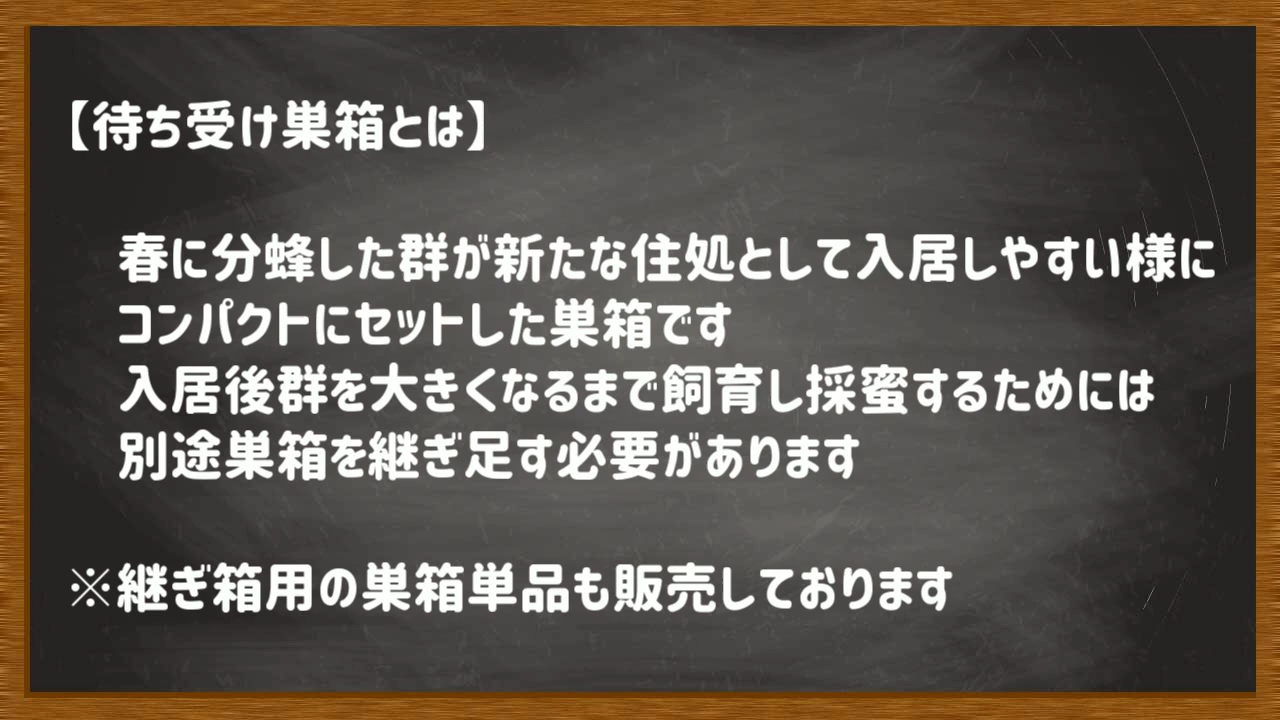 【待ち受け巣箱とは】
春に分蜂した群が新たな住処として入居しやすい様に
コンパクトにセットした巣箱です
入居後群を大きくなるまで飼育し採蜜するためには
別途巣箱を継ぎ足す必要があります
※継ぎ箱用の巣箱単品も販売しております